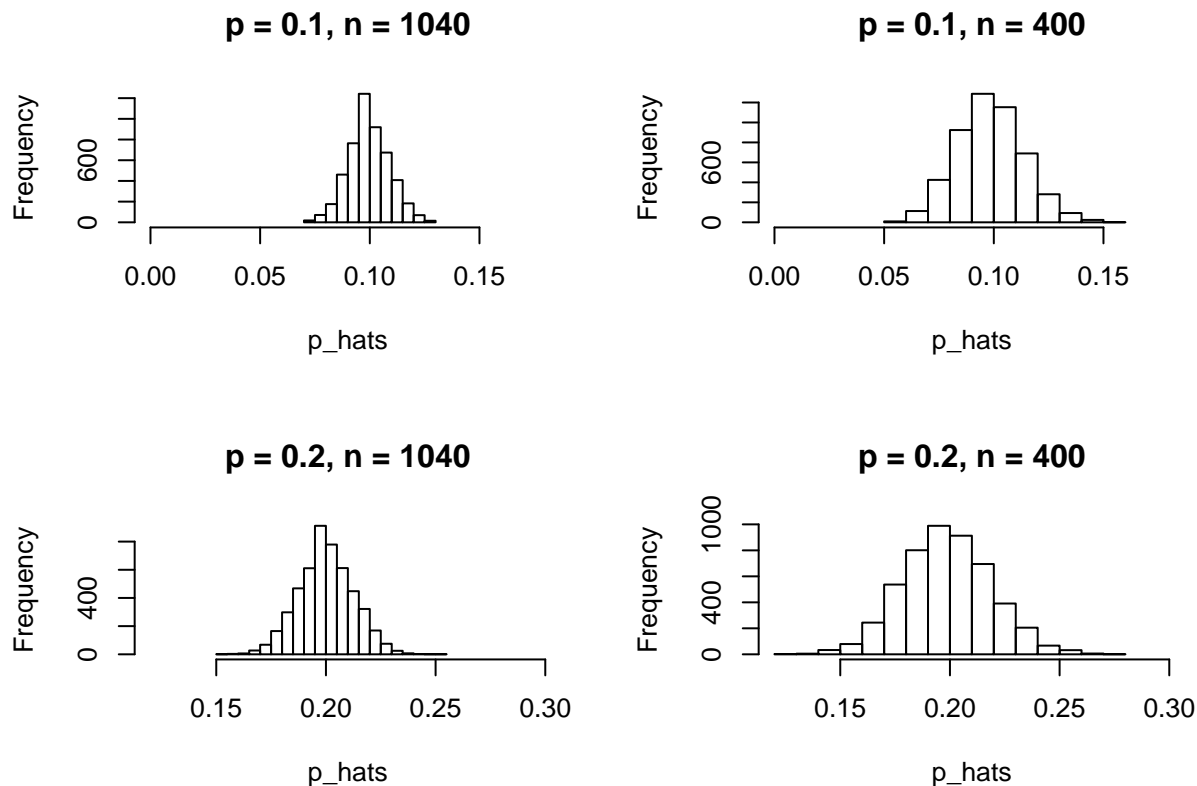 p = 0.1, n = 1040
Frequency
0
600
0.00 0.05 0.10 0.15
p_hats
p = 0.1, n = 400
Frequency
0
600
0.00 0.05 0.10 0.15
p_hats
p = 0.2, n = 1040
Frequency
0
400
0.15 0.20 0.25 0.30
p_hats
p = 0.2, n = 400
Frequency
0
400
1000
0.15 0.20 0.25 0.30
p_hats